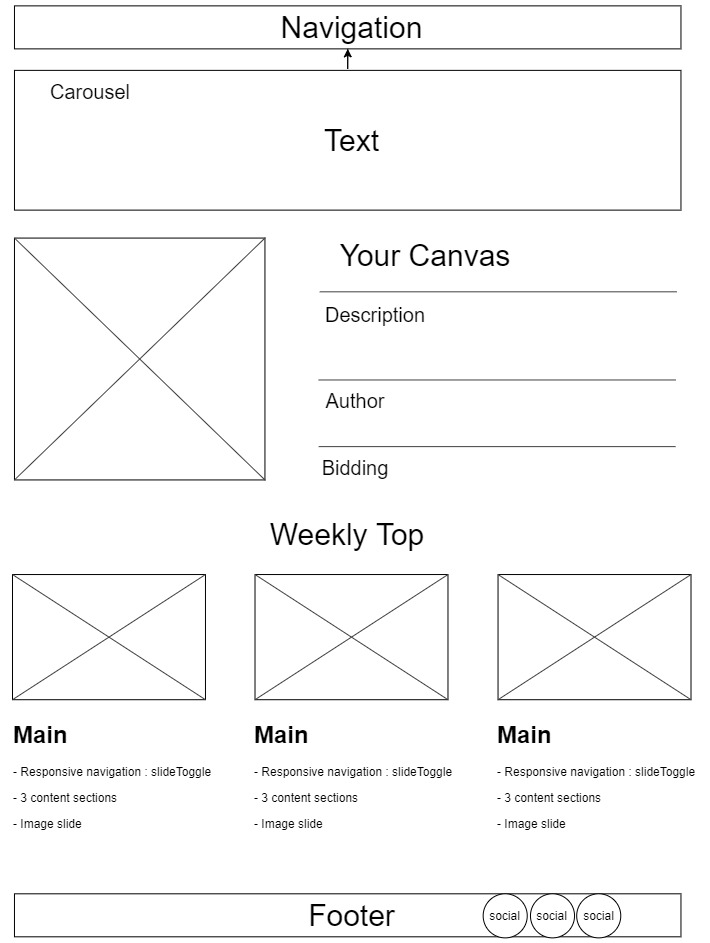 Navigation
Carousel
Text
Your Canvas
Description
Author
Bidding
Weekly Top
Main
- Responsive navigation : slideToggle
- 3 content sections
- Image slide
Main
- Responsive navigation : slideToggle
- 3 content sections
- Image slide
Main
- Responsive navigation : slideToggle
- 3 content sections
- Image slide
Footer
social
social
social